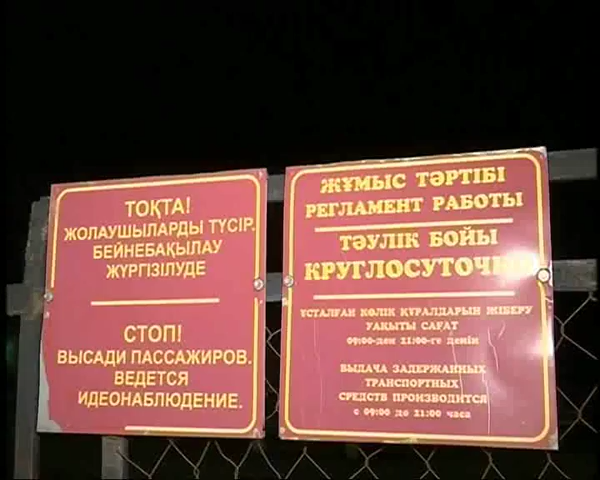 ТОҚТА!
ЖОЛАУШЫЛАРДЫ ТҮСІР.
БЕЙНЕБАҚЫЛАУ
ЖҮРГІЗІЛУДЕ
СТОП!
ВЫСАДИ ПАССАЖИРОВ.
ВЕДЕТСЯ
ИДЕОНАБЛЮДЕНИЕ.
ЖҰМЫС ТӘРТІБІ
РЕГЛАМЕНТ РАБОТЫ
ТӘУЛІК БОЙЫ
КРУГЛОСУТОЧНО
ҰСТАЛҒАН КӨЛІК ҚҰРАЛДАРЫН ЖІБЕРУ
УАҚЫТЫ САҒАТ
09:00-ден 21:00-ге дейін
ВЫДАЧА ЗАДЕРЖАННЫХ
ТРАНСПОРТНЫХ
СРЕДСТВ ПРОИЗВОДИТСЯ
с 09:00 до 21:00 часа